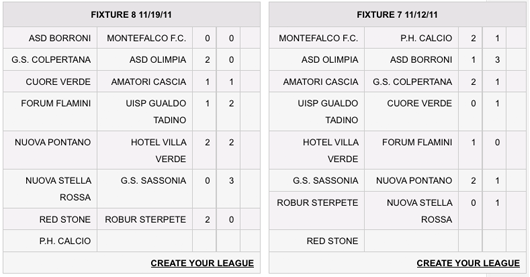 FIXTURE 8 11/19/11
ASD BORRONI MONTEFALCO F.C. 0 0
G.S. COLPERTANA ASD OLIMPIA 2 0
CUORE VERDE AMATORI CASCIA 1 1
FORUM FLAMINI UISP GUALDO 1 2
TADINO
NUOVA PONTANO HOTEL VILLA 2 2
VERDE
NUOVA STELLA G.S. SASSONIA 0 3
ROSSA
RED STONE ROBUR STERPETE 2 0
P.H. CALCIO
CREATE YOUR LEAGUE
FIXTURE 7 11/12/11
MONTEFALCO F.C. P.H. CALCIO 2 1
ASD OLIMPIA ASD BORRONI 1 3
AMATORI CASCIA G.S. COLPERTANA 2 1
UISP GUALDO CUORE VERDE 0 1
TADINO
HOTEL VILLA FORUM FLAMINI 1 0
VERDE
G.S. SASSONIA NUOVA PONTANO 2 1
ROBUR STERPETE NUOVA STELLA 0 1
ROSSA
RED STONE
CREATE YOUR LEAGUE